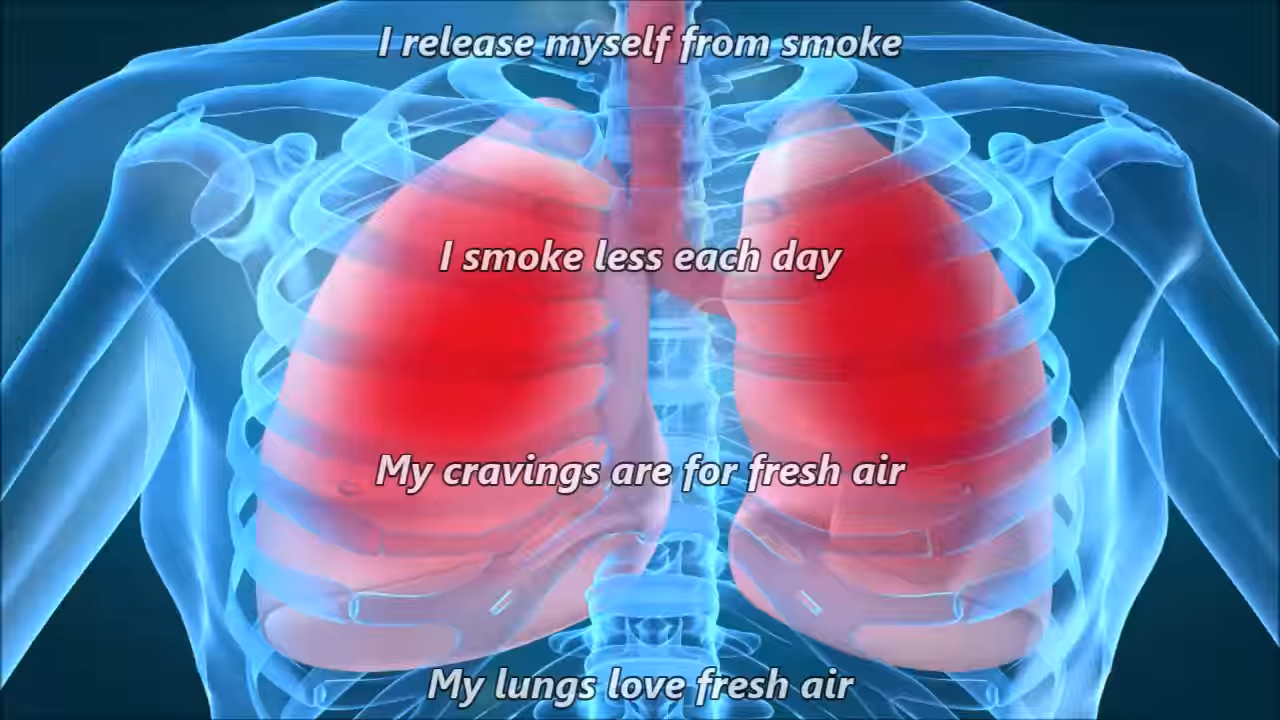 I release myself from smoke
I smoke less each day
My cravings are for fresh air
My lungs love fresh air